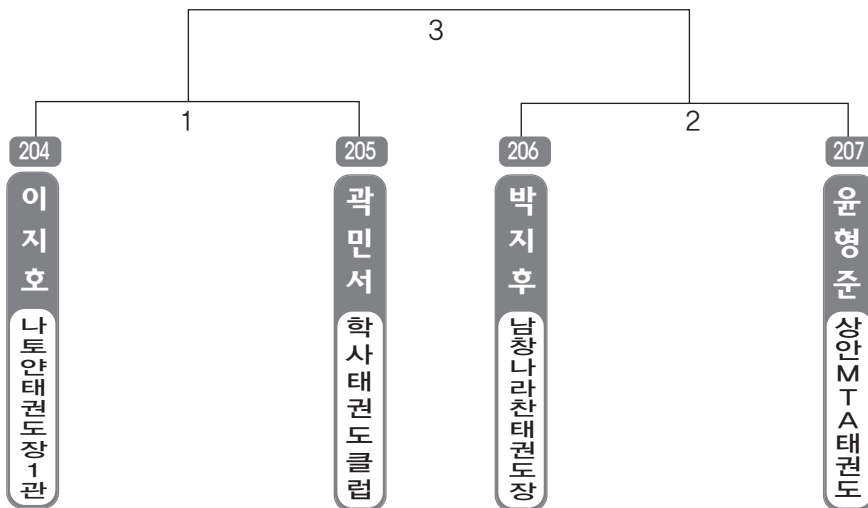 3
1
2
204
이지호
나토얀태권도장1관
205
곽민서
학사태권도클럽
206
박지후
남창나라찬태권도장
207
윤형준
상안MTA태권도